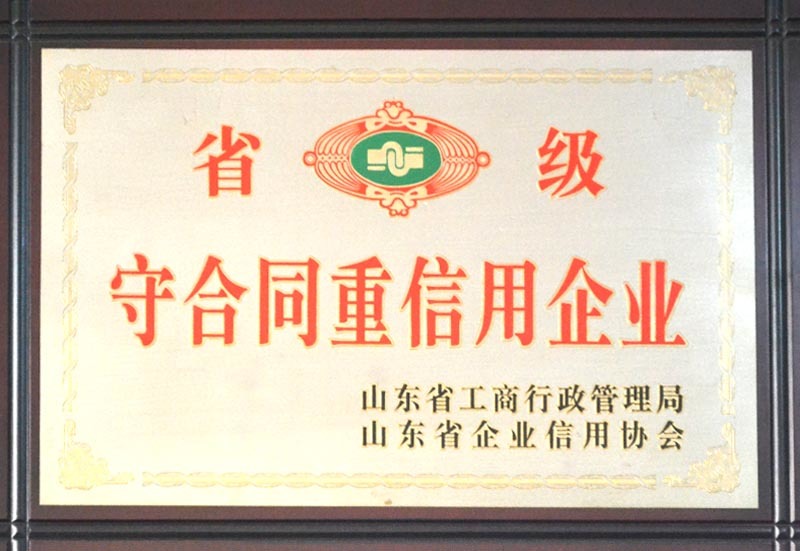 省 级
守合同重信用企业
山东省工商行政管理局
山东省企业信用协会